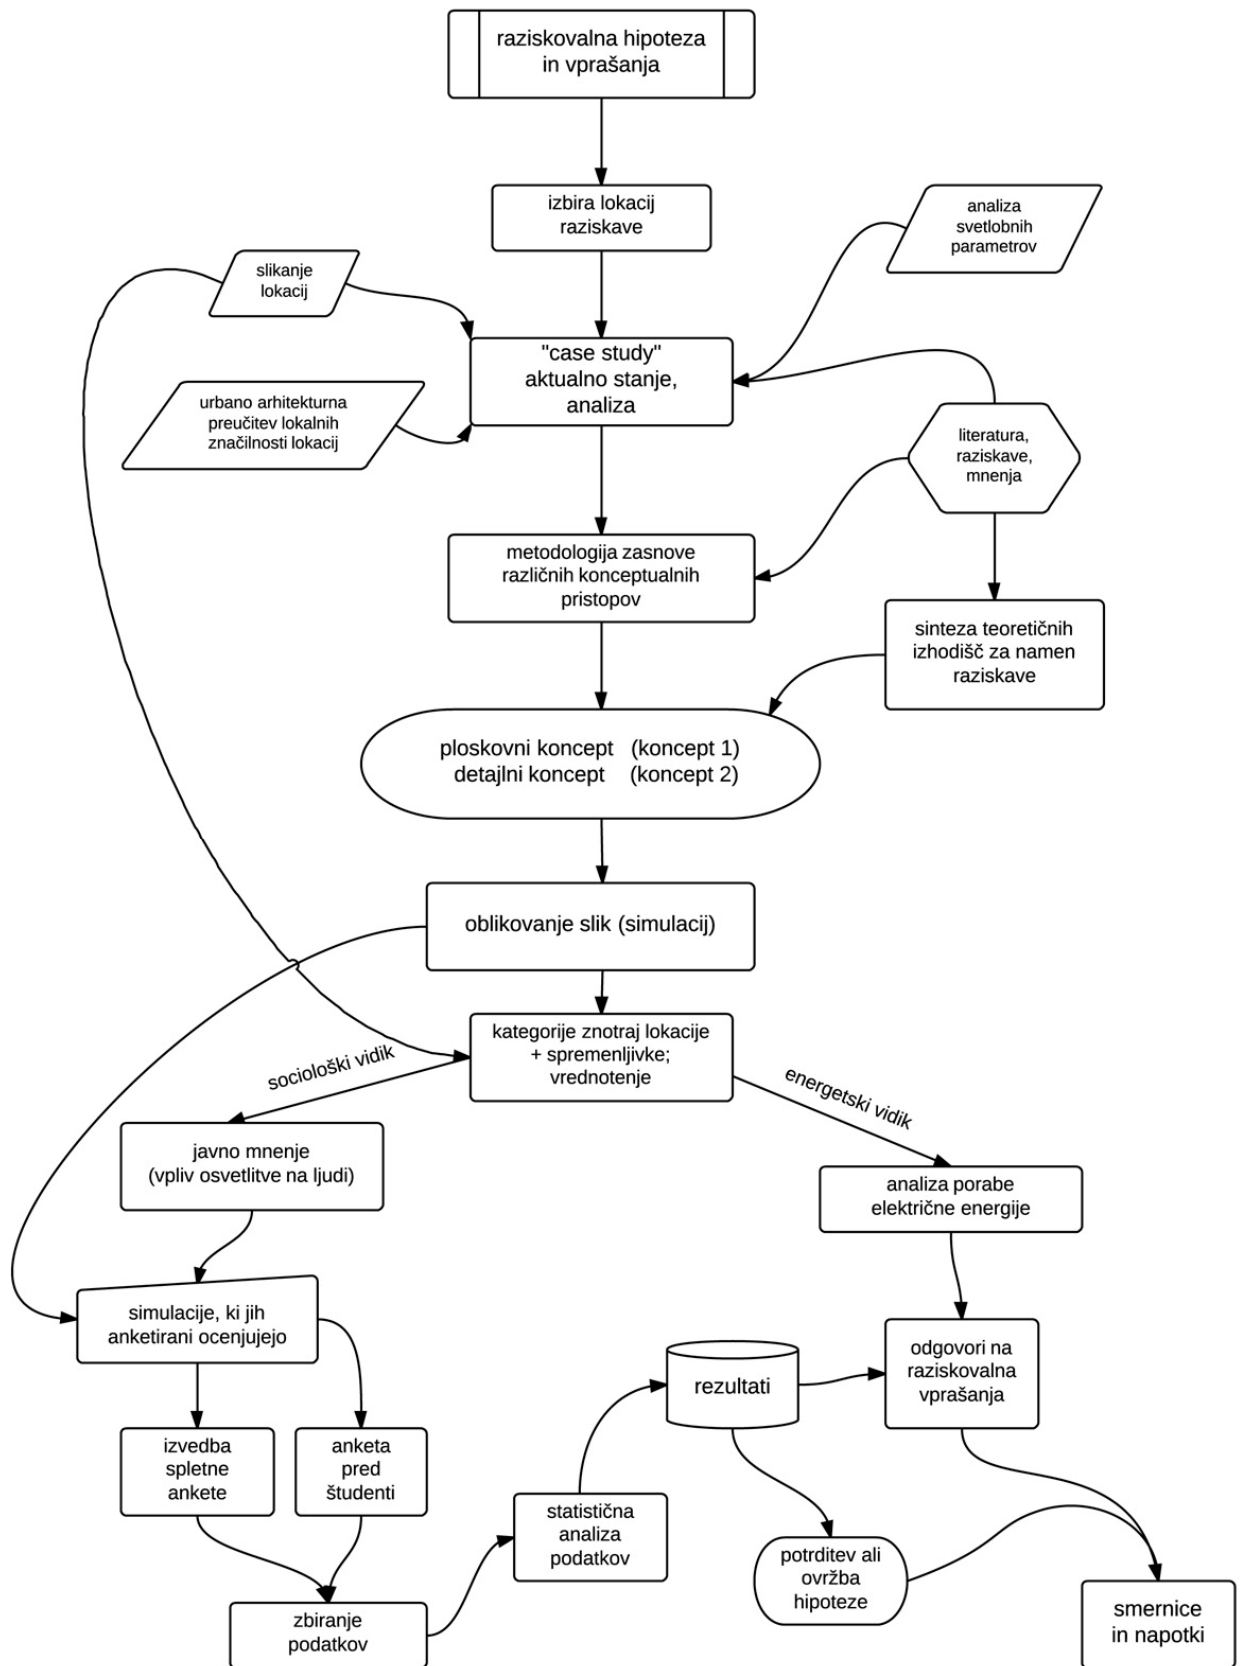 raziskovalna hipoteza
in vprašanja
izbira lokacij
raziskave
analiza
svetlobnih
parametrov
slikanje
lokacij
"case study"
aktualno stanje,
analiza
urbano arhitekturna
preučitev lokalnih
značilnosti lokacij
literatura,
raziskave,
mnenja
metodologija zasnove
različnih konceptualnih
pristopov
sinteza teoretičnih
izhodišč za namen
raziskave
ploskovni koncept (koncept 1)
detajlni koncept (koncept 2)
oblikovanje slik (simulacij)
kategorije znotraj lokacije
+ spremenljivke;
vrednotenje
sociološki vidik
energetski vidik
javno mnenje
(vpliv osvetlitve na ljudi)
analiza porabe
električne energije
simulacije, ki jih
anketirani ocenjujejo
odgovori na
raziskovalna
vprašanja
rezultati
izvedba
spletne
ankete
anketa
pred
študenti
statistična
analiza
podatkov
potrditev ali
ovržba
hipoteze
zbiranje
podatkov
smernice
in napotki